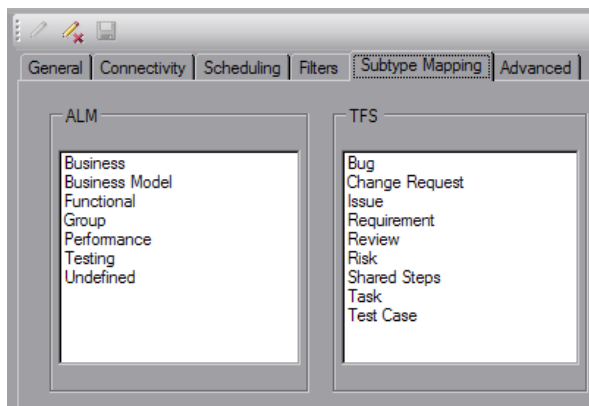 General Connectivity Scheduling Filters Subtype Mapping Advanced
ALM
Business
Business Model
Functional
Group
Performance
Testing
Undefined
TFS
Bug
Change Request
Issue
Requirement
Review
Risk
Shared Steps
Task
Test Case